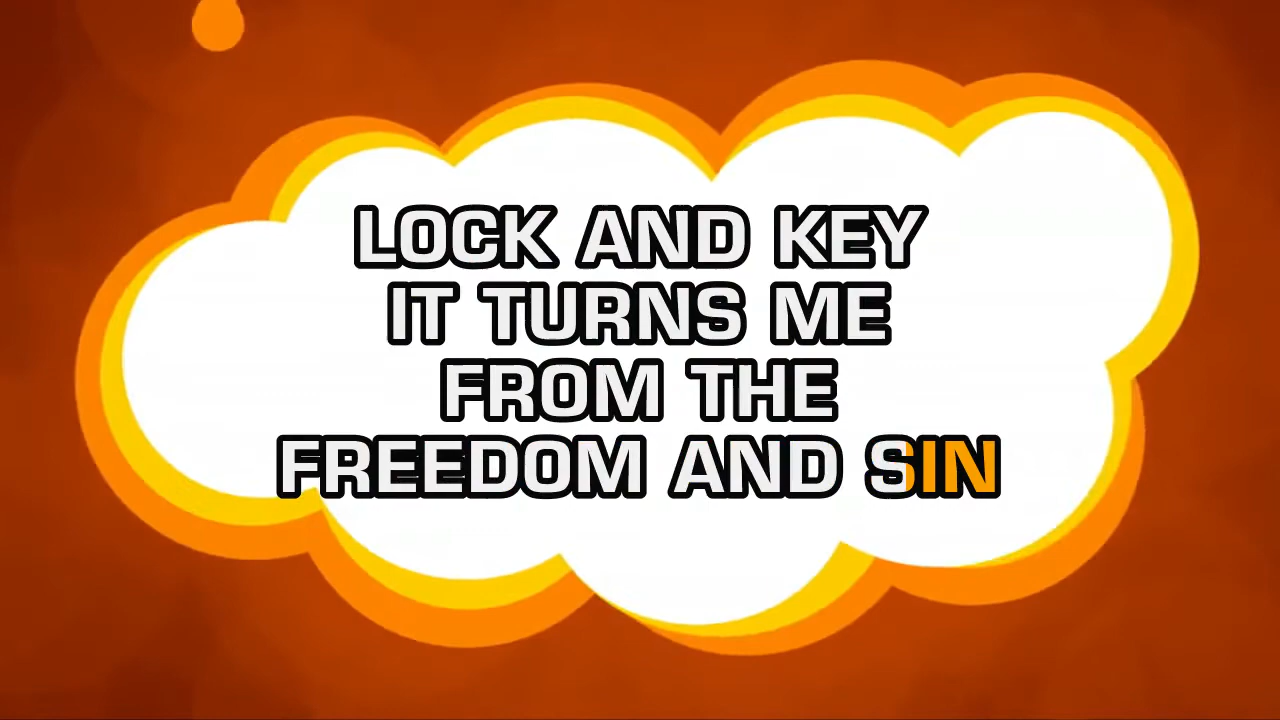 LOCK AND KEY
IT TURNS ME
FROM THE
FREEDOM AND SIN